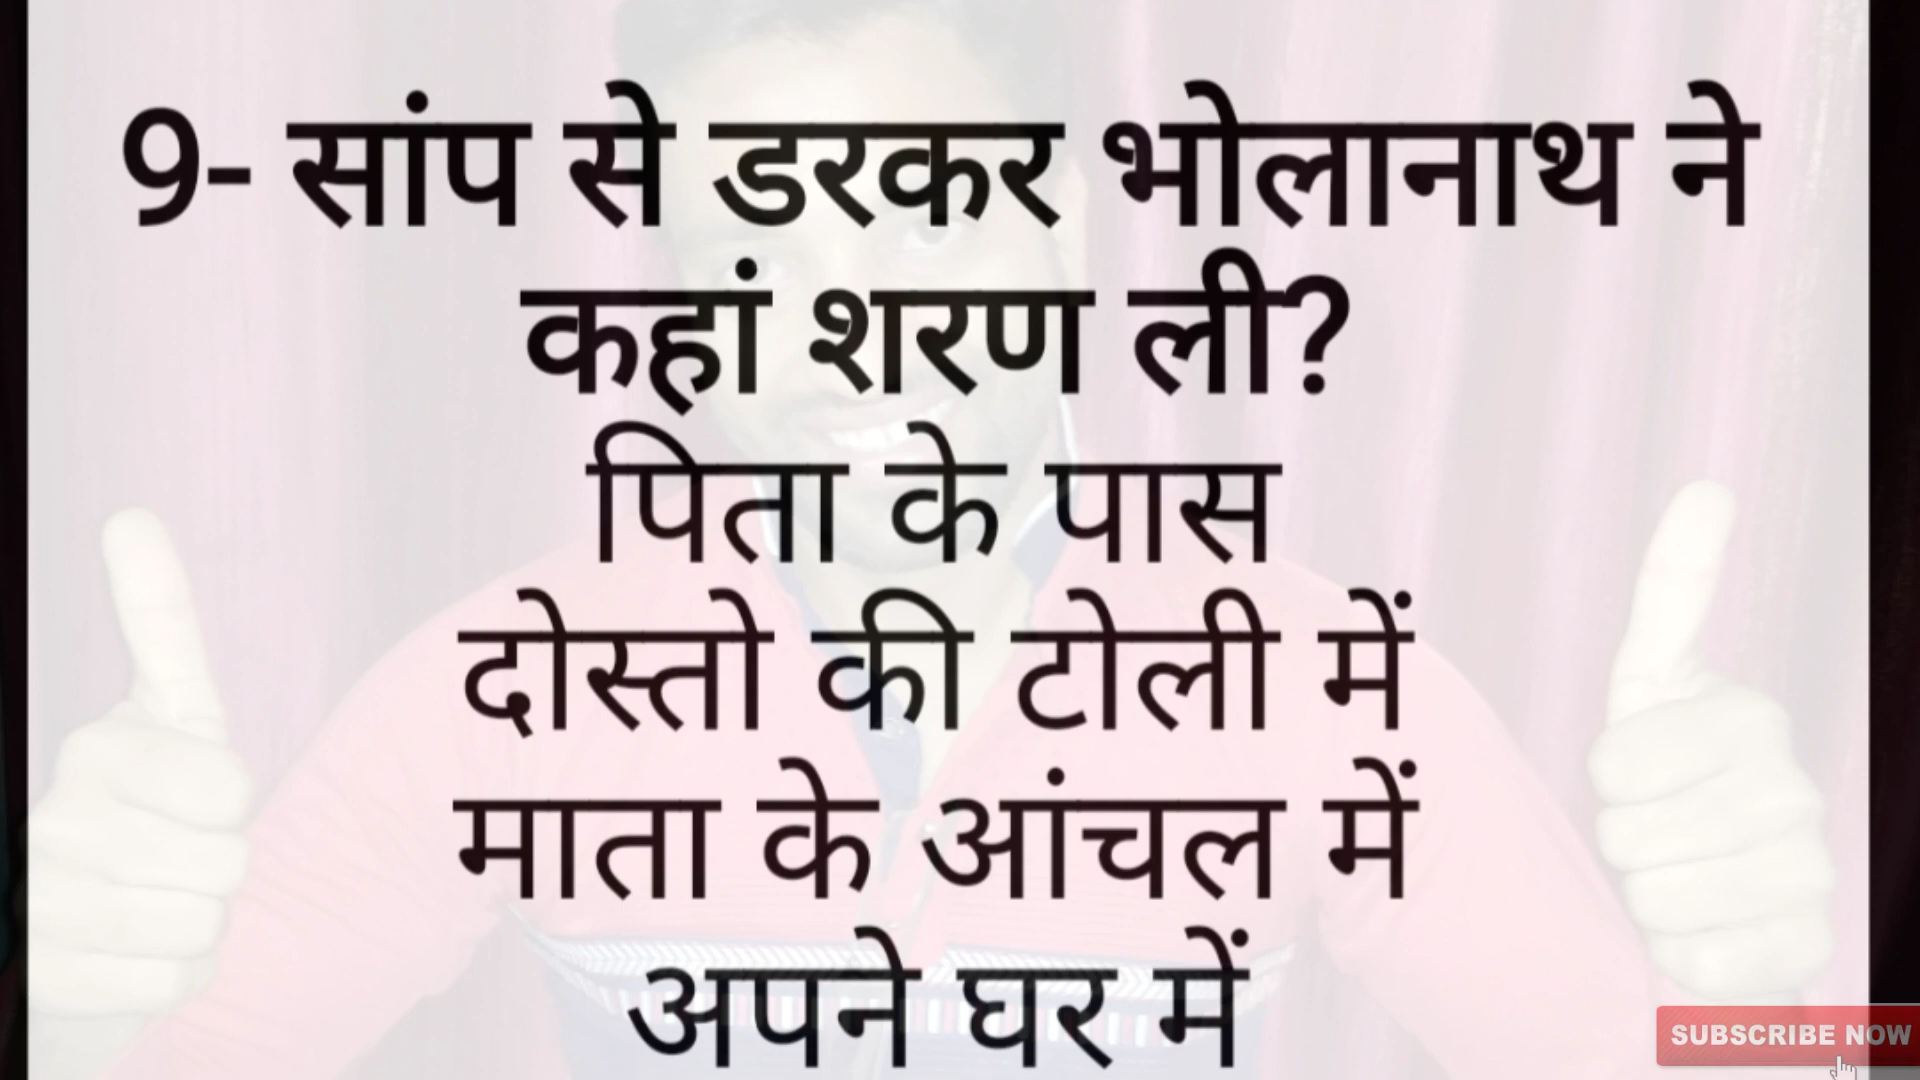 9- सांप से डरकर भोलानाथ ने
कहां शरण ली?
पिता के पास
दोस्तो की टोली में
माता के आंचल में
अपने घर में
SUBSCRIBE NOW